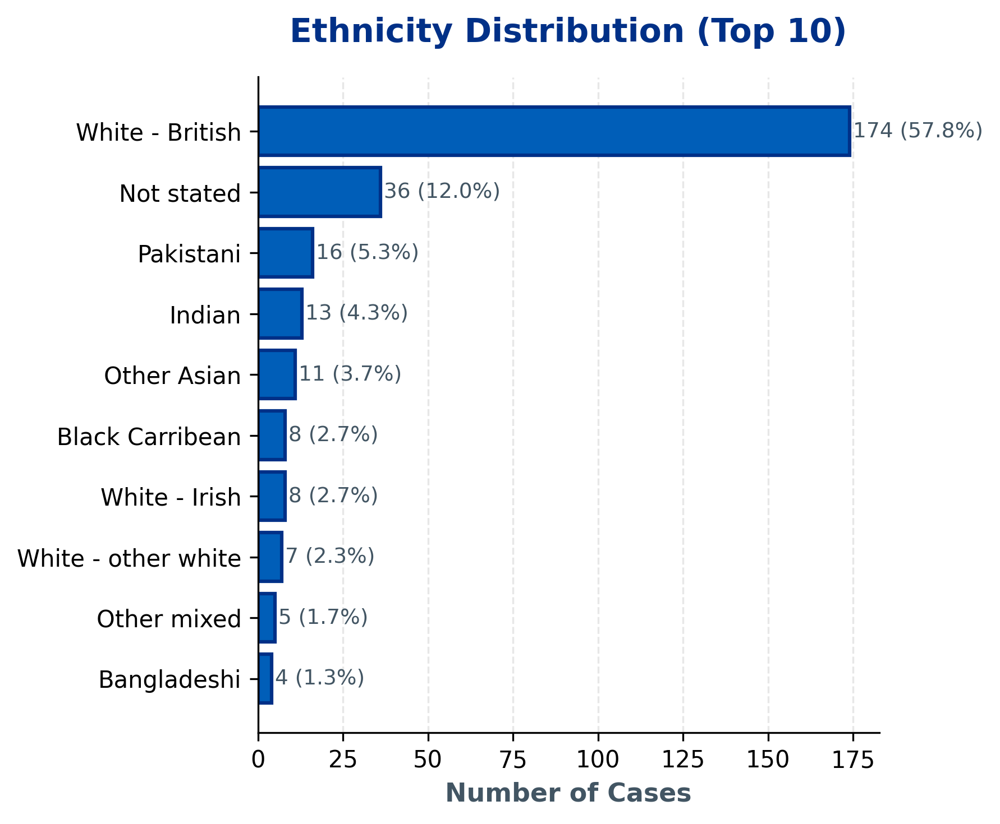 Ethnicity Distribution (Top 10)
White - British 174 (57.8%)
Not stated 36 (12.0%)
Pakistani 16 (5.3%)
Indian 13 (4.3%)
Other Asian 11 (3.7%)
Black Carribean 8 (2.7%)
White - Irish 8 (2.7%)
White - other white 7 (2.3%)
Other mixed 5 (1.7%)
Bangladeshi 4 (1.3%)
0 25 50 75 100 125 150 175
Number of Cases